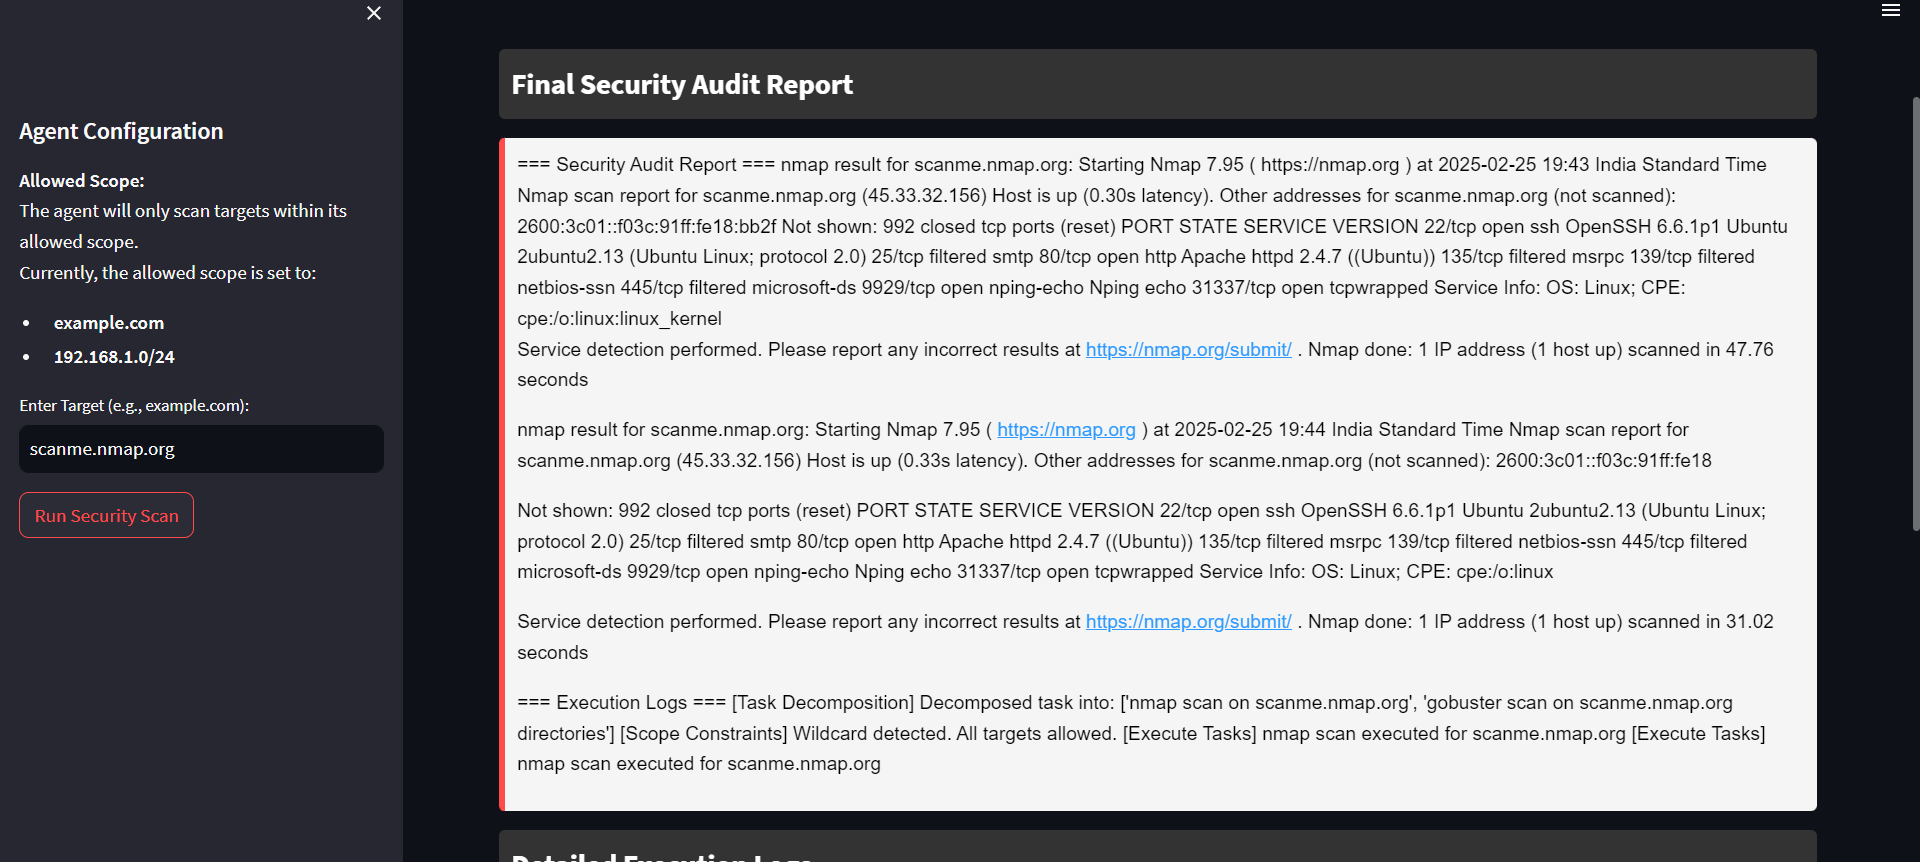 Agent Configuration
Allowed Scope:
The agent will only scan targets within its
allowed scope.
Currently, the allowed scope is set to:
example.com
192.168.1.0/24
Enter Target (e.g., example.com):
scanme.nmap.org
Run Security Scan
Final Security Audit Report
=== Security Audit Report === nmap result for scanme.nmap.org: Starting Nmap 7.95 ( https://nmap.org ) at 2025-02-25 19:43 India Standard Time
Nmap scan report for scanme.nmap.org (45.33.32.156) Host is up (0.30s latency). Other addresses for scanme.nmap.org (not scanned):
2600:3c01::f03c:91ff:fe18:bb2f Not shown: 992 closed tcp ports (reset) PORT STATE SERVICE VERSION 22/tcp open ssh OpenSSH 6.6.1p1 Ubuntu
2ubuntu2.13 (Ubuntu Linux; protocol 2.0) 25/tcp filtered smtp 80/tcp open http Apache httpd 2.4.7 ((Ubuntu)) 135/tcp filtered msrpc 139/tcp filtered
netbios-ssn 445/tcp filtered microsoft-ds 9929/tcp open nping-echo Nping echo 31337/tcp open tcpwrapped Service Info: OS: Linux; CPE:
cpe:/o:linux:linux_kernel
Service detection performed. Please report any incorrect results at https://nmap.org/submit/ . Nmap done: 1 IP address (1 host up) scanned in 47.76
seconds
nmap result for scanme.nmap.org: Starting Nmap 7.95 ( https://nmap.org ) at 2025-02-25 19:44 India Standard Time Nmap scan report for
scanme.nmap.org (45.33.32.156) Host is up (0.33s latency). Other addresses for scanme.nmap.org (not scanned): 2600:3c01::f03c:91ff:fe18
Not shown: 992 closed tcp ports (reset) PORT STATE SERVICE VERSION 22/tcp open ssh OpenSSH 6.6.1p1 Ubuntu 2ubuntu2.13 (Ubuntu Linux;
protocol 2.0) 25/tcp filtered smtp 80/tcp open http Apache httpd 2.4.7 ((Ubuntu)) 135/tcp filtered msrpc 139/tcp filtered netbios-ssn 445/tcp filtered
microsoft-ds 9929/tcp open nping-echo Nping echo 31337/tcp open tcpwrapped Service Info: OS: Linux; CPE: cpe:/o:linux
Service detection performed. Please report any incorrect results at https://nmap.org/submit/ . Nmap done: 1 IP address (1 host up) scanned in 31.02
seconds
=== Execution Logs === [Task Decomposition] Decomposed task into: ['nmap scan on scanme.nmap.org', 'gobuster scan on scanme.nmap.org
directories'] [Scope Constraints] Wildcard detected. All targets allowed. [Execute Tasks] nmap scan executed for scanme.nmap.org [Execute Tasks]
nmap scan executed for scanme.nmap.org
Detailed Execution Logs